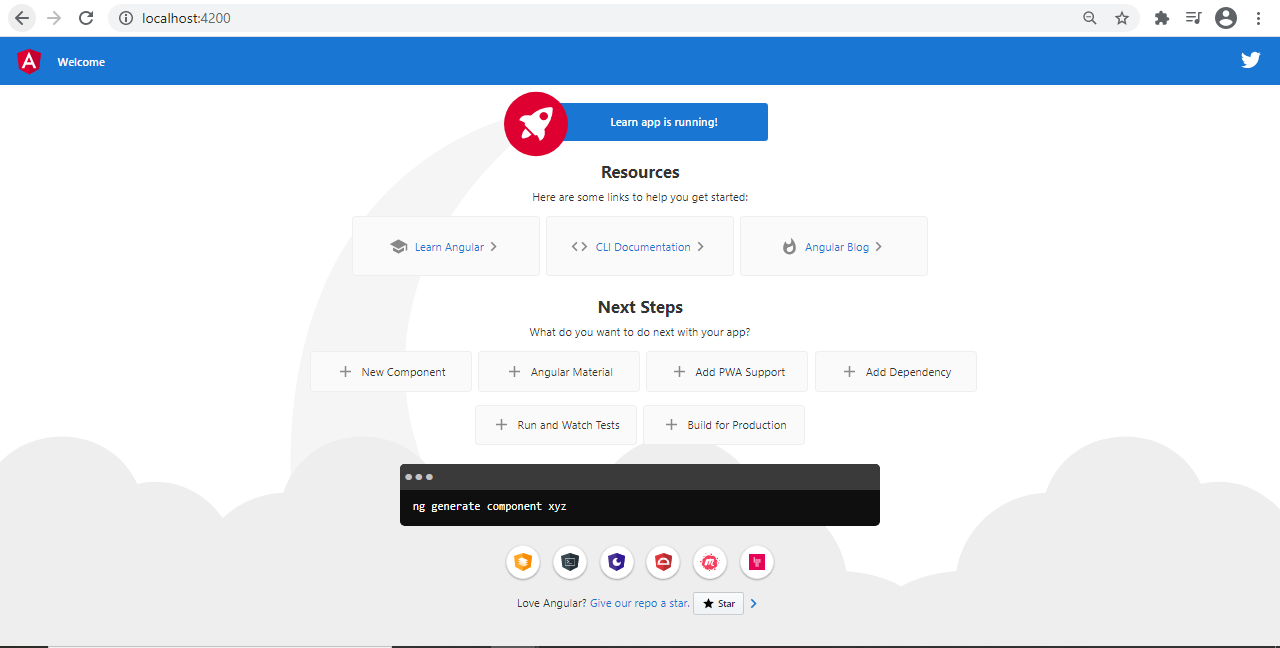 localhost:4200
Welcome
Learn app is running!
Resources
Here are some links to help you get started:
Learn Angular
CLI Documentation
Angular Blog
Next Steps
What do you want to do next with your app?
New Component
Angular Material
Add PWA Support
Add Dependency
Run and Watch Tests
Build for Production
ng generate component xyz
Love Angular? Give our repo a star. Star